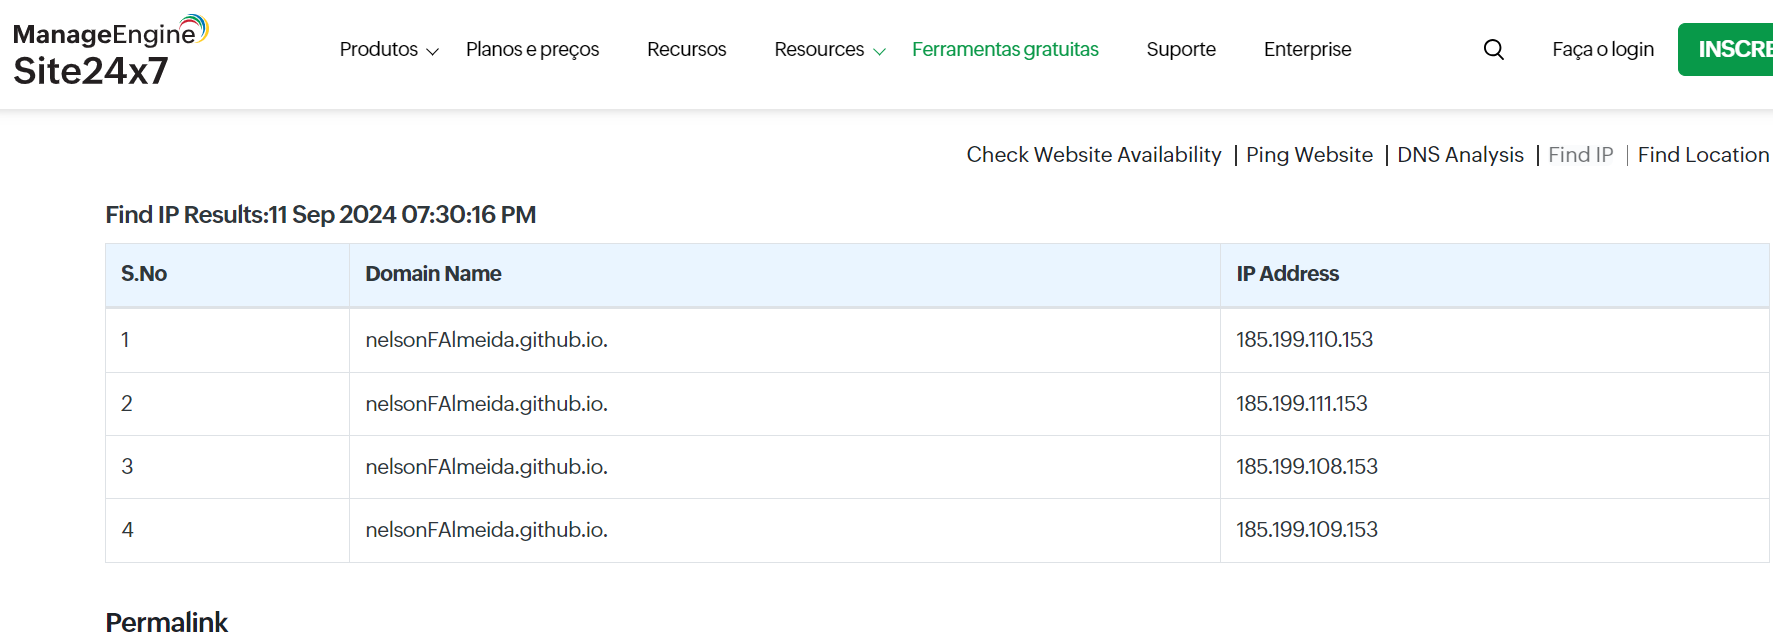 ManageEngine
Site24x7
Produtos Planos e preços Recursos Resources Ferramentas gratuitas Suporte Enterprise Faça o login INSCRE
Check Website Availability | Ping Website | DNS Analysis | Find IP | Find Location
Find IP Results:11 Sep 2024 07:30:16 PM
S.No Domain Name IP Address
1 nelsonFAlmeida.github.io. 185.199.110.153
2 nelsonFAlmeida.github.io. 185.199.111.153
3 nelsonFAlmeida.github.io. 185.199.108.153
4 nelsonFAlmeida.github.io. 185.199.109.153
Permalink